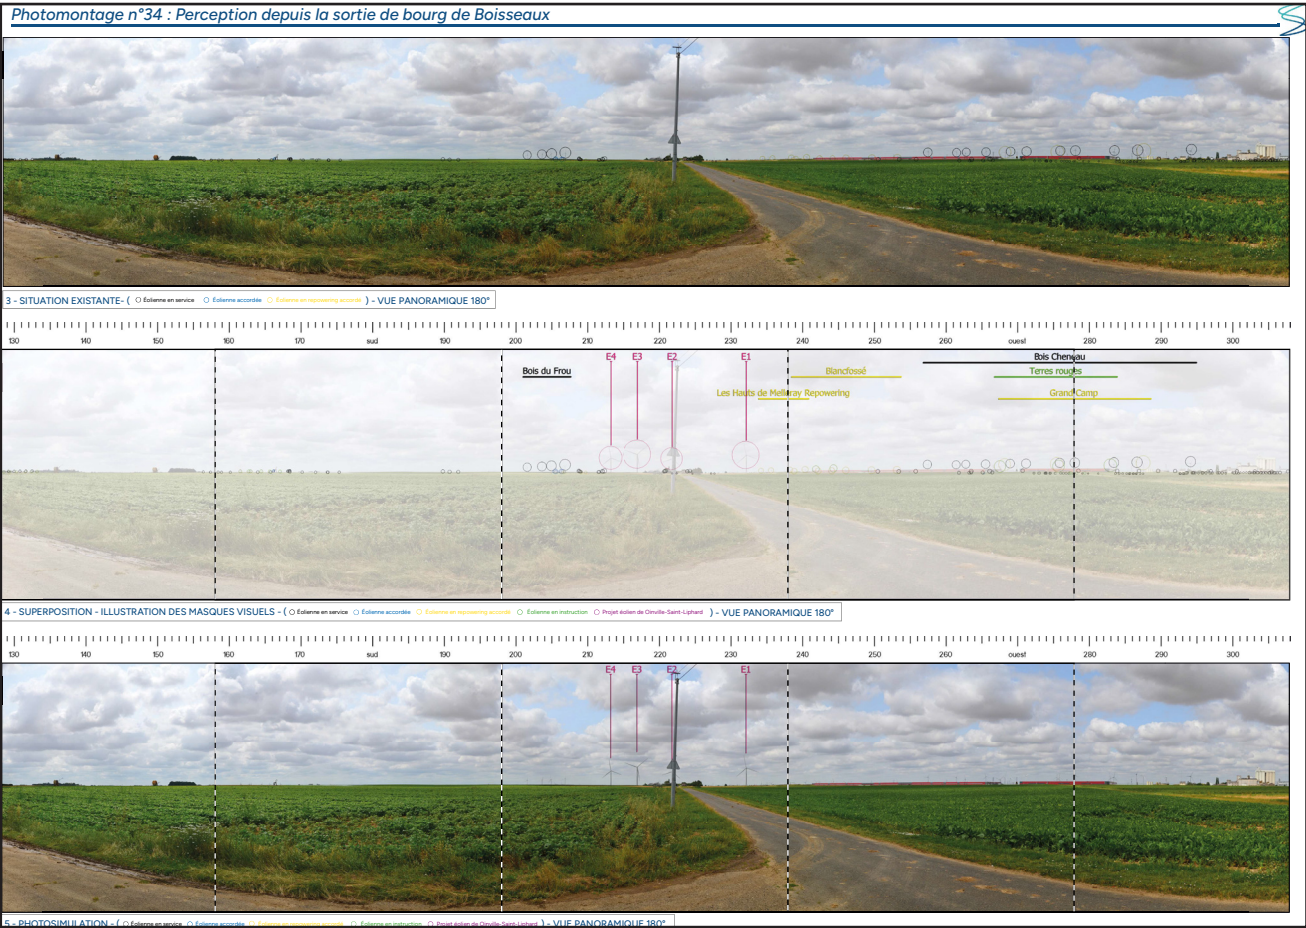 Photomontage n°34 : Perception depuis la sortie de bourg de Boisseaux
3 - SITUATION EXISTANTE- ( Éolienne en service Éolienne accordée Éolienne en repowering accordé ) - VUE PANORAMIQUE 180°
130 140 150 160 170 sud 190 200 210 220 230 240 250 260 ouest 280 290 300
E4 E3 E2 E1
Bois Cheneau
Bois du Frou Blancfossé Terres rouges
Les Hauts de Melleray Repowering Grand Camp
4 - SUPERPOSITION - ILLUSTRATION DES MASQUES VISUELS - ( Éolienne en service Éolienne accordée Éolienne en repowering accordé Éolienne en instruction Projet éolien de Oinville-Saint-Liphard ) - VUE PANORAMIQUE 180°
130 140 150 160 170 sud 190 200 210 220 230 240 250 260 ouest 280 290 300
E4 E3 E2 E1
5 - PHOTOSIMULATION - ( Éolienne en service Éolienne accordée Éolienne en repowering accordé Éolienne en instruction Projet éolien de Oinville-Saint-Liphard ) - VUE PANORAMIQUE 180°